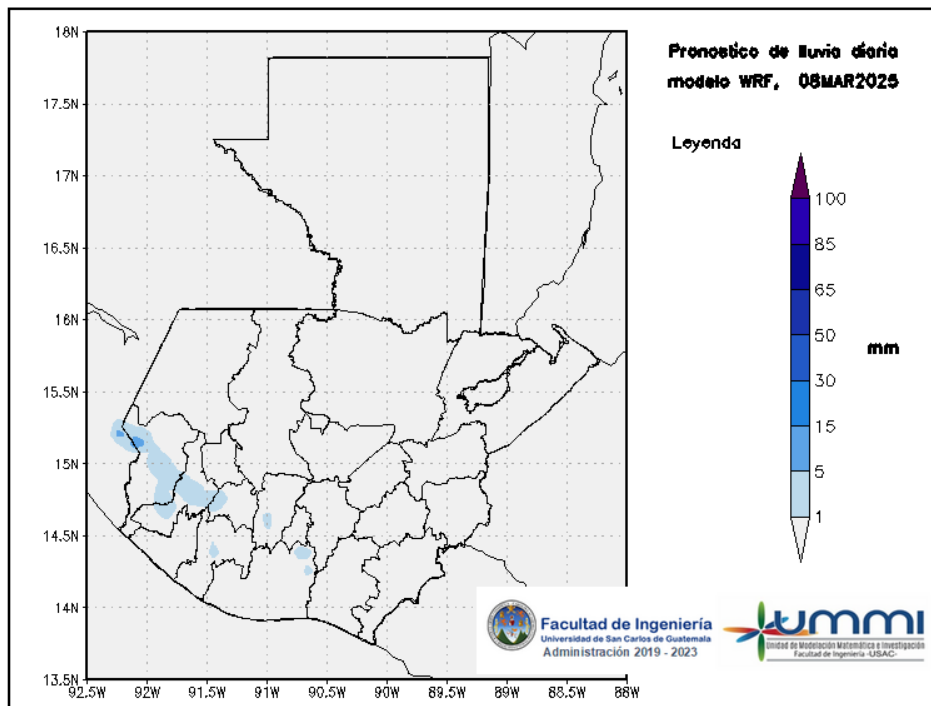 Pronostico de lluvia diaria
modelo WRF, 08MAR2025
Leyenda
100
85
65
50
30
15
5
1
mm
18N
17.5N
17N
16.5N
16N
15.5N
15N
14.5N
14N
13.5N
92.5W
92W
91.5W
91W
90.5W
90W
89.5W
89W
88.5W
88W
Facultad de Ingeniería
Universidad de San Carlos de Guatemala
Administración 2019 - 2023
ummi
Unidad de Modelación Matemática e Investigación
Facultad de Ingeniería -USAC-